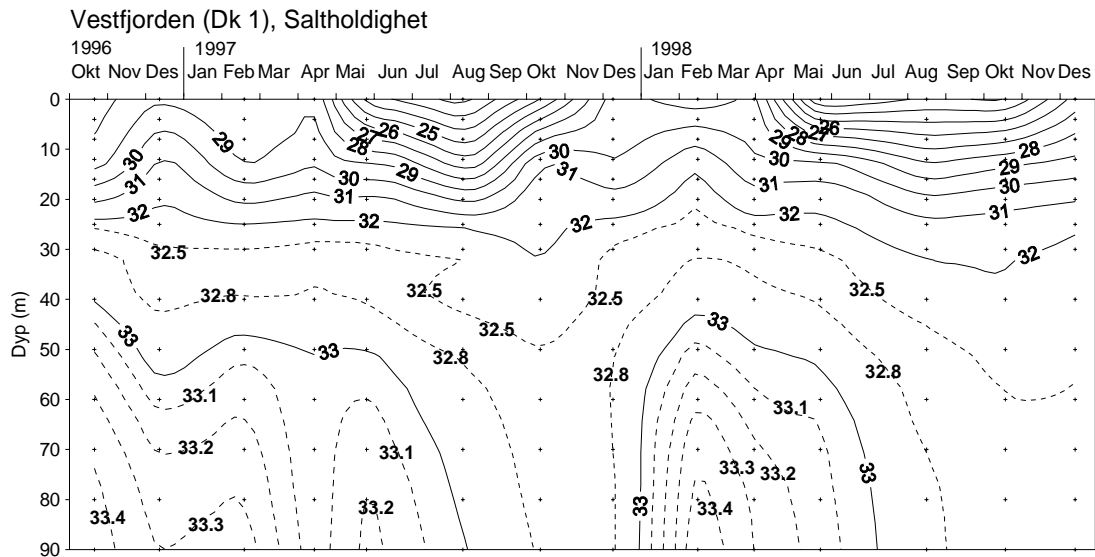 Vestfjorden (Dk 1), Saltholdighet
1996 1997 1998
Okt Nov Des Jan Feb Mar Apr Mai Jun Jul Aug Sep Okt Nov Des Jan Feb Mar Apr Mai Jun Jul Aug Sep Okt Nov Des
Dyp (m)
0
10
20
30
40
50
60
70
80
90
30 29 28 27 26 25 30 29 28 27 26 28
31 30 29 31 30 29
32 31 32 31 30
32 32 31 32
32.5 32.5 32.5 32.5
32.8 32.5
33 33 32.8 33 32.8
33.1 32.8 33.1
33.2 33.1 33.3 33.2 33
33.4 33.3 33.2 33 33.4